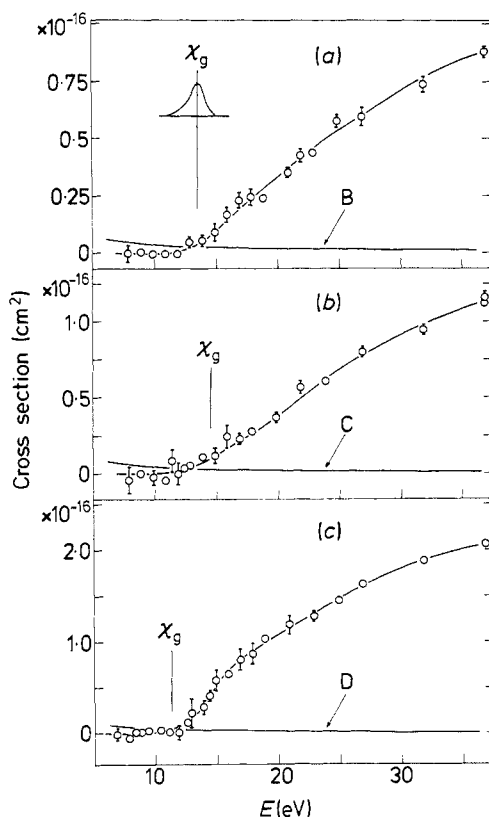 ×10⁻¹⁶
χg
(a)
0·75
0·5
0·25
0
B
×10⁻¹⁶
(b)
1·0
χg
0·5
C
0
Cross section (cm²)
×10⁻¹⁶
(c)
2·0
χg
1·0
D
0
10 20 30
E(eV)